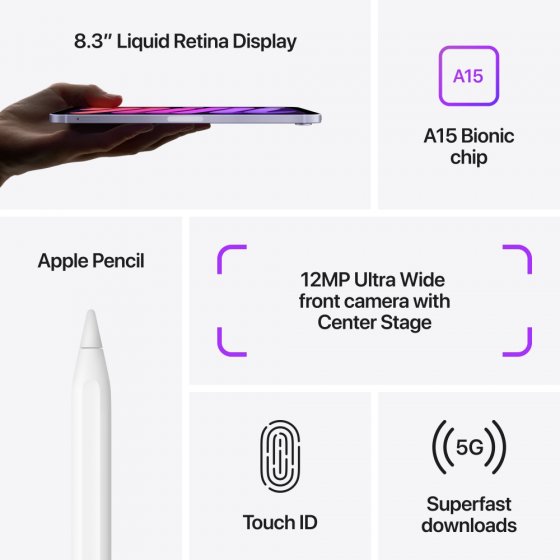 8.3” Liquid Retina Display
A15
A15 Bionic
chip
Apple Pencil
12MP Ultra Wide
front camera with
Center Stage
Touch ID
5G
Superfast
downloads